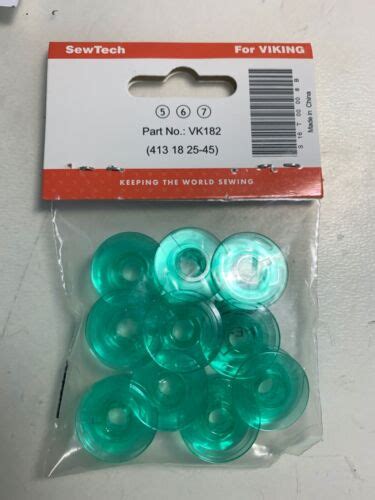 SewTech
For VIKING
⑤ ⑥ ⑦
Part No.: VK182
(413 18 25-45)
Made in China
KEEPING THE WORLD SEWING